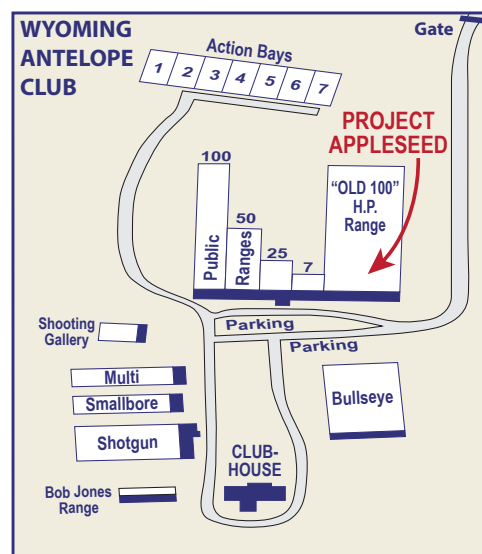 WYOMING
ANTELOPE
CLUB
Gate
Action Bays
1 2 3 4 5 6 7
PROJECT
APPLESEED
100
50
25
7
Public
Ranges
“OLD 100”
H.P.
Range
Parking
Parking
Shooting
Gallery
Multi
Smallbore
Shotgun
Bullseye
CLUB-
HOUSE
Bob Jones
Range